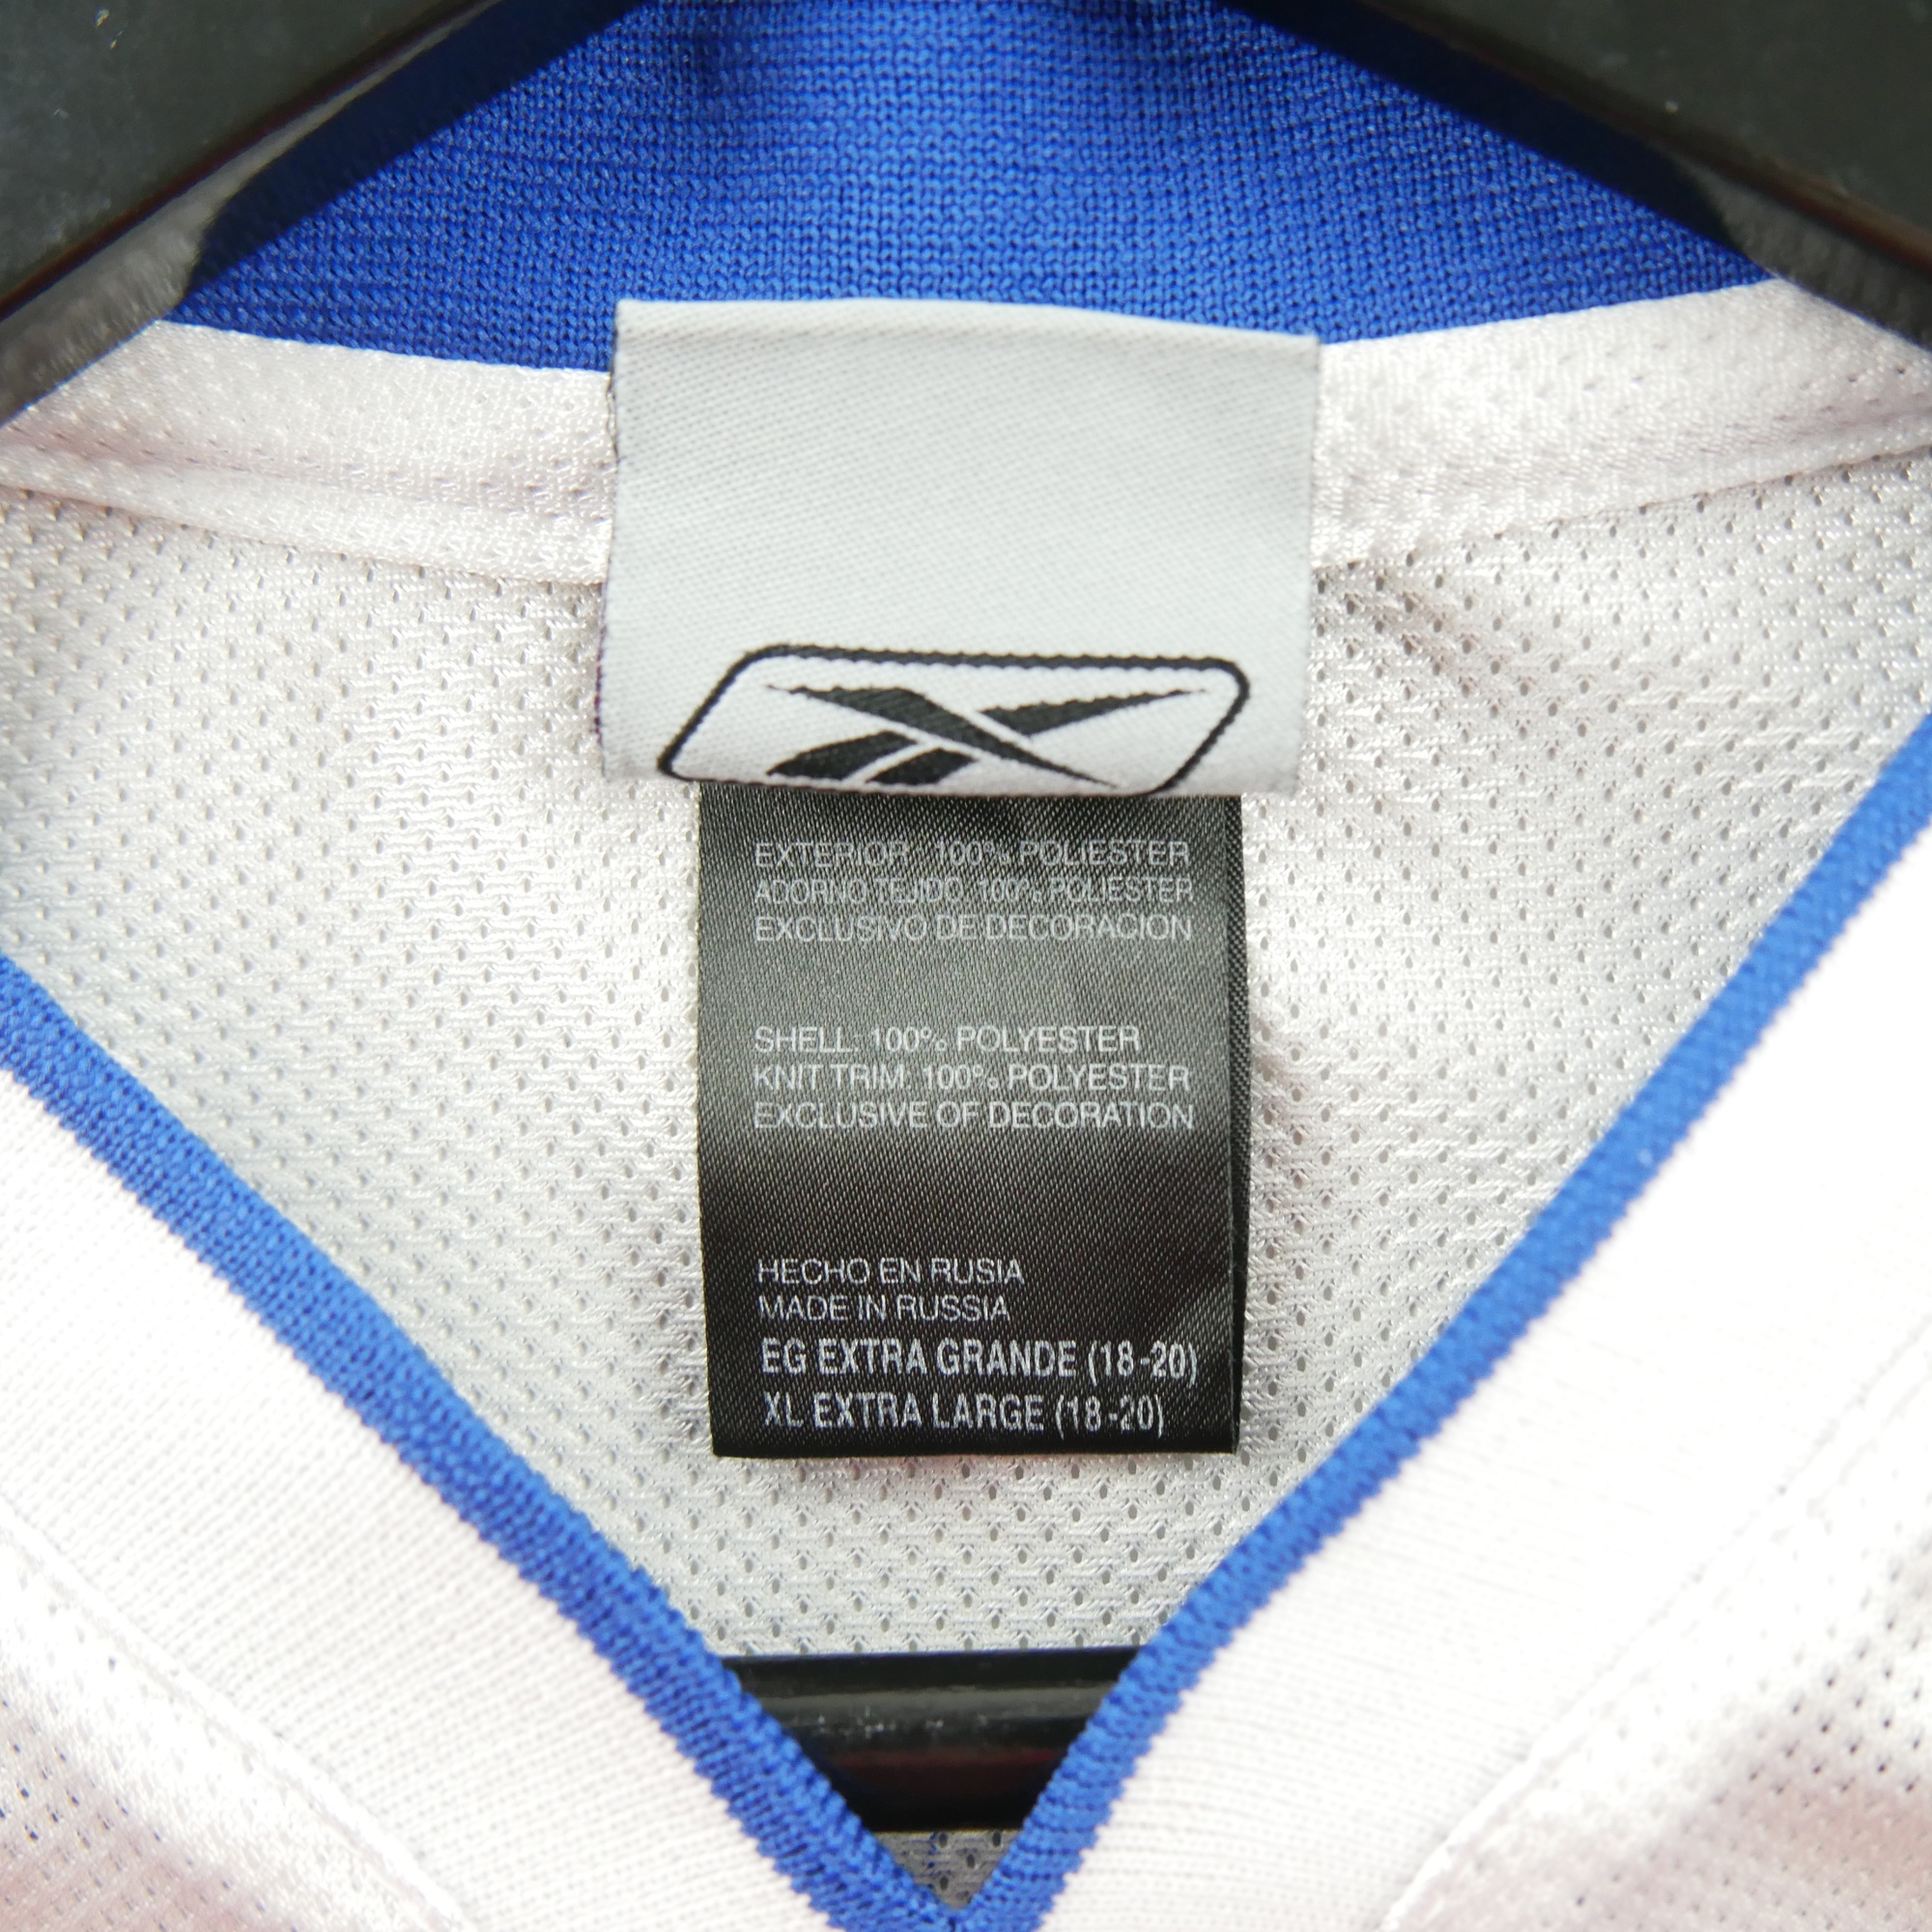 EXTERIOR: 100% POLIESTER
ADORNO TEJIDO: 100% POLIESTER
EXCLUSIVO DE DECORACION
SHELL: 100% POLYESTER
KNIT TRIM: 100% POLYESTER
EXCLUSIVE OF DECORATION
HECHO EN RUSIA
MADE IN RUSSIA
EG EXTRA GRANDE (18-20)
XL EXTRA LARGE (18-20)